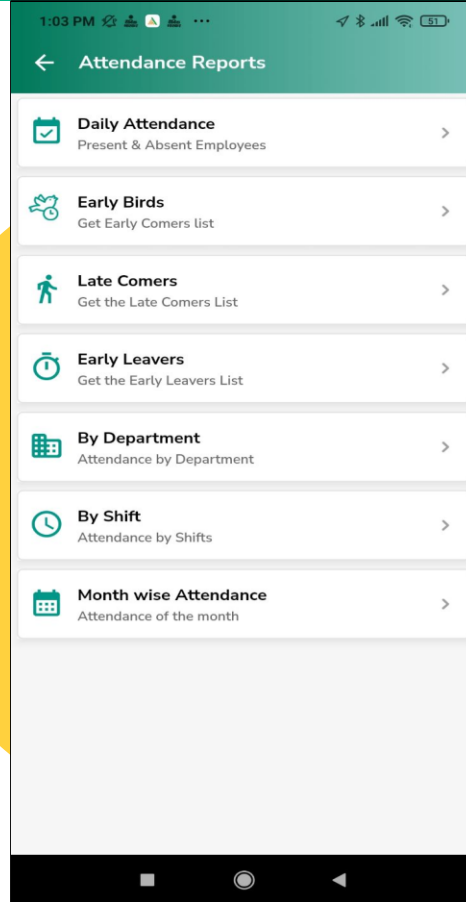 1:03 PM
51
Attendance Reports
Daily Attendance
Present & Absent Employees
Early Birds
Get Early Comers list
Late Comers
Get the Late Comers List
Early Leavers
Get the Early Leavers List
By Department
Attendance by Department
By Shift
Attendance by Shifts
Month wise Attendance
Attendance of the month